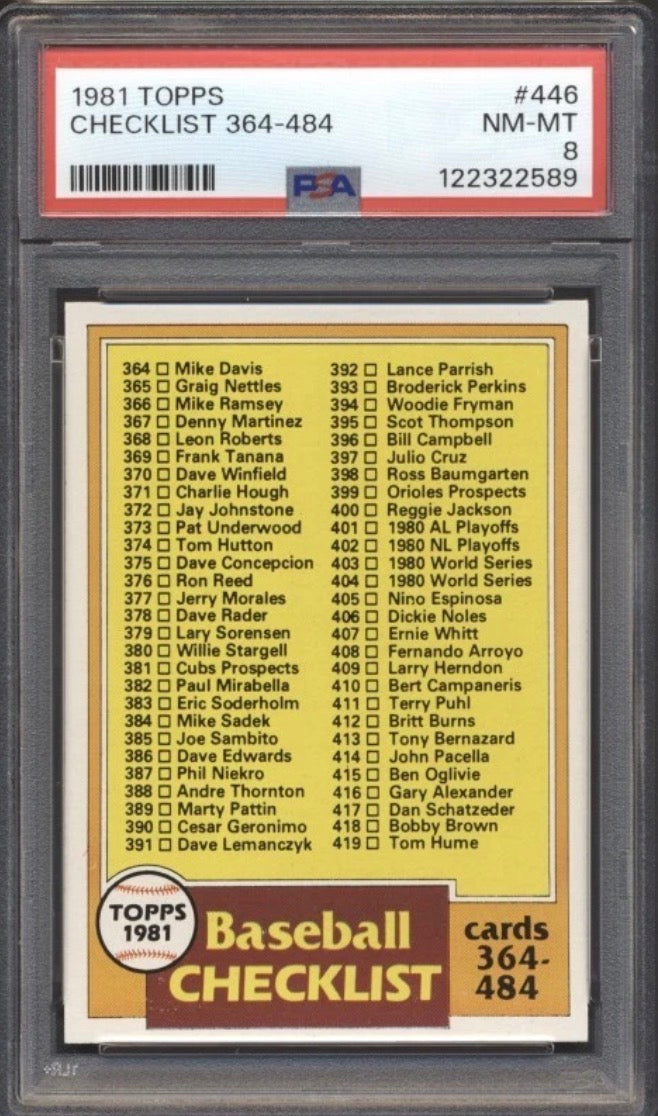 1981 TOPPS #446
CHECKLIST 364-484 NM-MT
8
PSA 122322589
364 □ Mike Davis
365 □ Graig Nettles
366 □ Mike Ramsey
367 □ Denny Martinez
368 □ Leon Roberts
369 □ Frank Tanana
370 □ Dave Winfield
371 □ Charlie Hough
372 □ Jay Johnstone
373 □ Pat Underwood
374 □ Tom Hutton
375 □ Dave Concepcion
376 □ Ron Reed
377 □ Jerry Morales
378 □ Dave Rader
379 □ Lary Sorensen
380 □ Willie Stargell
381 □ Cubs Prospects
382 □ Paul Mirabella
383 □ Eric Soderholm
384 □ Mike Sadek
385 □ Joe Sambito
386 □ Dave Edwards
387 □ Phil Niekro
388 □ Andre Thornton
389 □ Marty Pattin
390 □ Cesar Geronimo
391 □ Dave Lemanczyk
392 □ Lance Parrish
393 □ Broderick Perkins
394 □ Woodie Fryman
395 □ Scot Thompson
396 □ Bill Campbell
397 □ Julio Cruz
398 □ Ross Baumgarten
399 □ Orioles Prospects
400 □ Reggie Jackson
401 □ 1980 AL Playoffs
402 □ 1980 NL Playoffs
403 □ 1980 World Series
404 □ 1980 World Series
405 □ Nino Espinosa
406 □ Dickie Noles
407 □ Ernie Whitt
408 □ Fernando Arroyo
409 □ Larry Herndon
410 □ Bert Campaneris
411 □ Terry Puhl
412 □ Britt Burns
413 □ Tony Bernazard
414 □ John Pacella
415 □ Ben Oglivie
416 □ Gary Alexander
417 □ Dan Schatzeder
418 □ Bobby Brown
419 □ Tom Hume
TOPPS
1981
Baseball
CHECKLIST
cards
364-
484